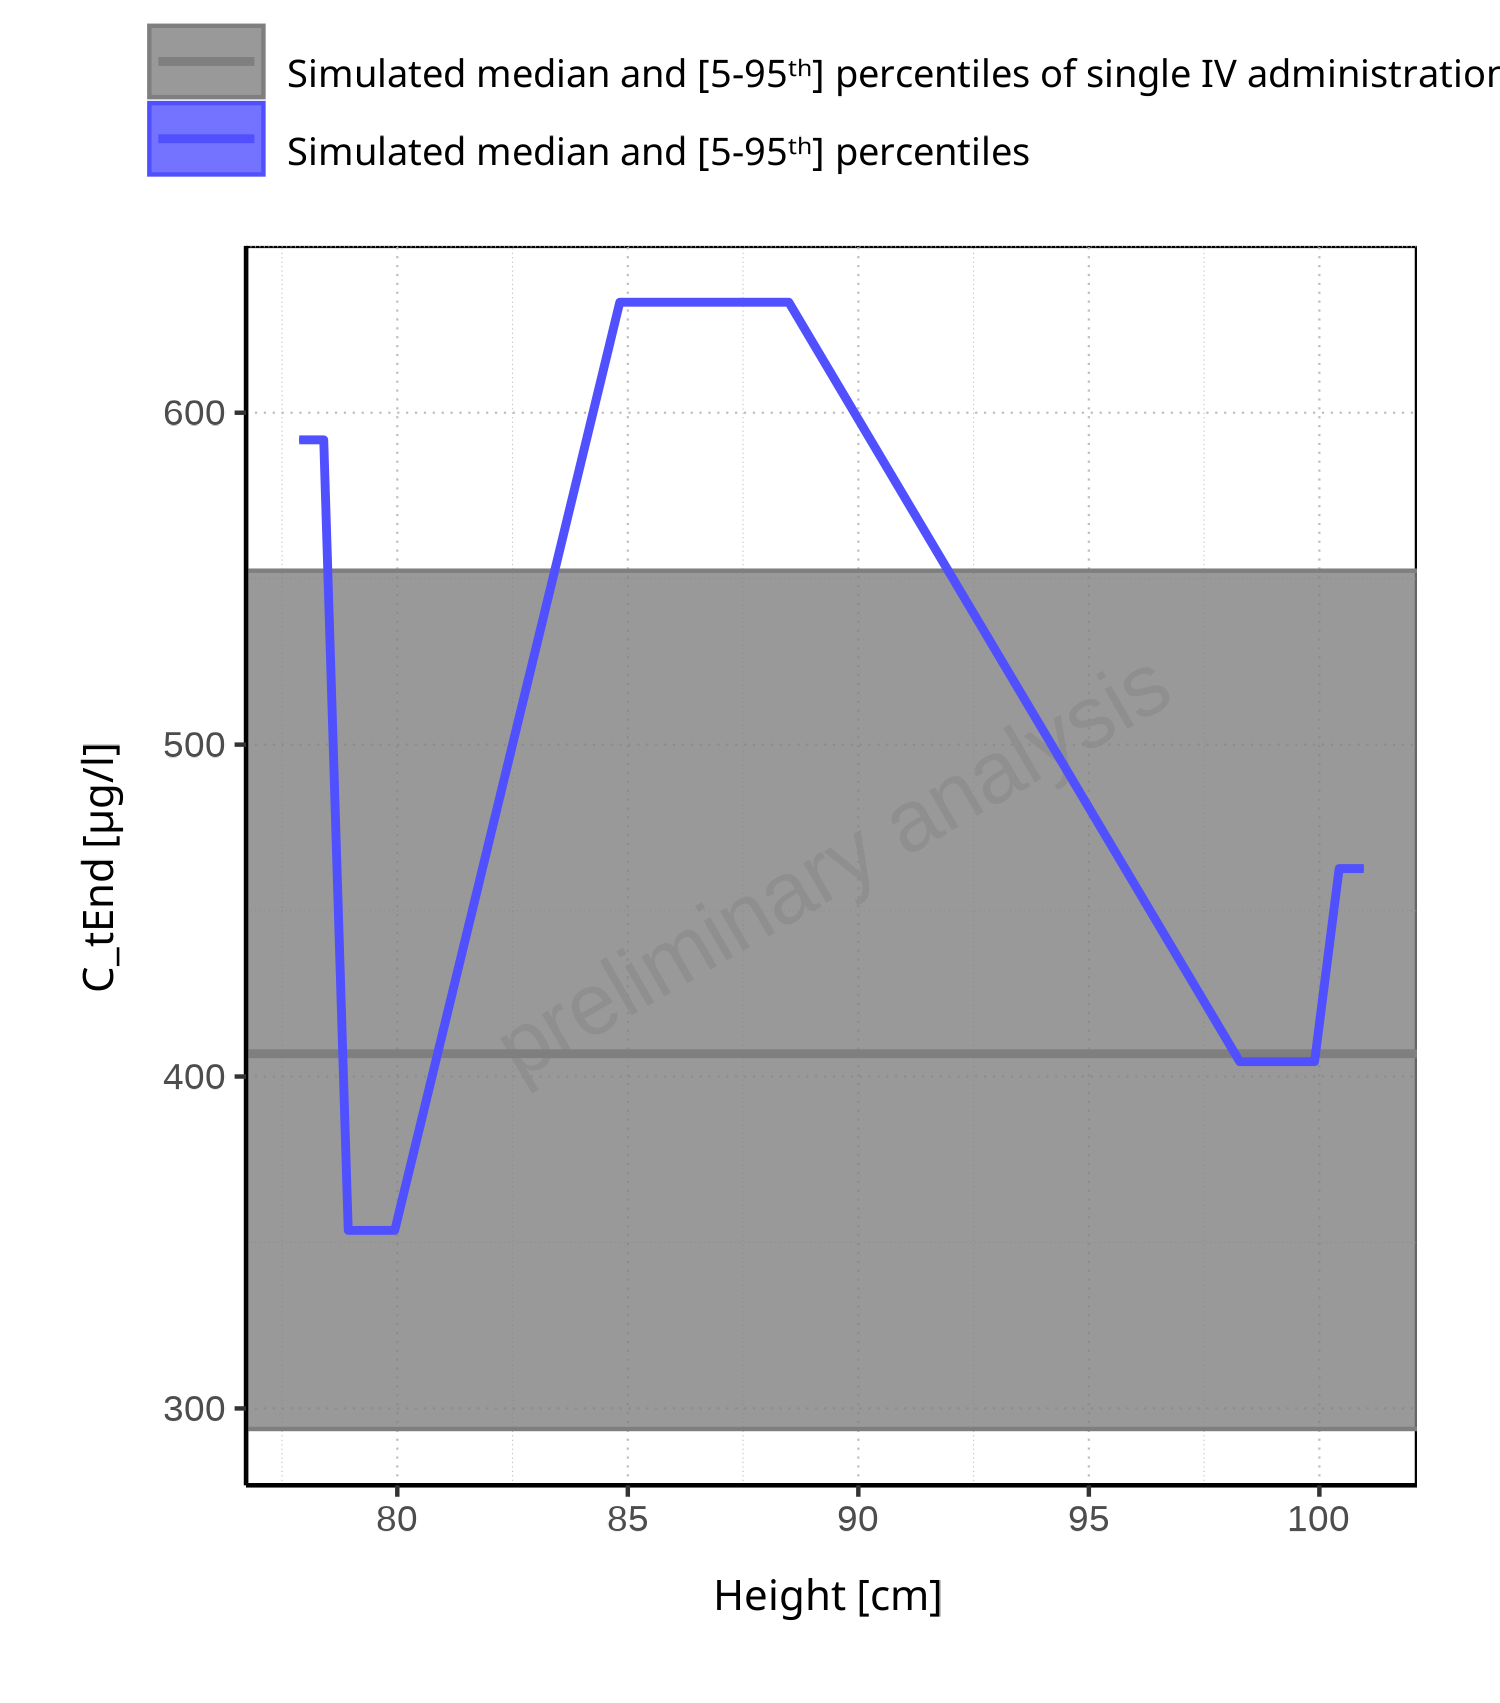 Simulated median and [5-95th] percentiles of single IV administration
Simulated median and [5-95th] percentiles
600
500
400
300
C_tEnd [µg/l]
preliminary analysis
80 85 90 95 100
Height [cm]